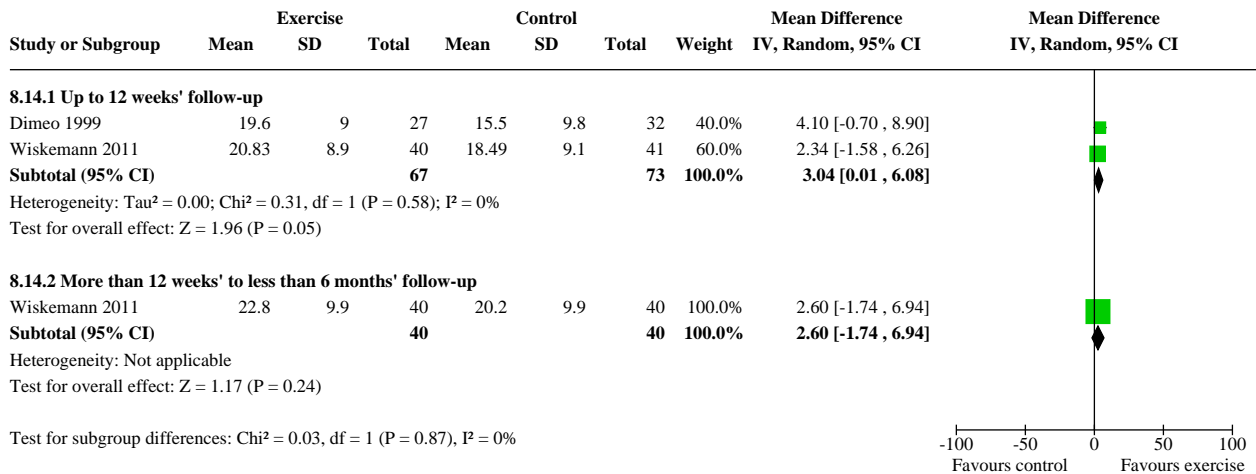 Exercise Control Mean Difference Mean Difference
Study or Subgroup Mean SD Total Mean SD Total Weight IV, Random, 95% CI IV, Random, 95% CI
8.14.1 Up to 12 weeks' follow-up
Dimeo 1999 19.6 9 27 15.5 9.8 32 40.0% 4.10 [-0.70 , 8.90]
Wiskemann 2011 20.83 8.9 40 18.49 9.1 41 60.0% 2.34 [-1.58 , 6.26]
Subtotal (95% CI) 67 73 100.0% 3.04 [0.01 , 6.08]
Heterogeneity: Tau² = 0.00; Chi² = 0.31, df = 1 (P = 0.58); I² = 0%
Test for overall effect: Z = 1.96 (P = 0.05)
8.14.2 More than 12 weeks' to less than 6 months' follow-up
Wiskemann 2011 22.8 9.9 40 20.2 9.9 40 100.0% 2.60 [-1.74 , 6.94]
Subtotal (95% CI) 40 40 100.0% 2.60 [-1.74 , 6.94]
Heterogeneity: Not applicable
Test for overall effect: Z = 1.17 (P = 0.24)
Test for subgroup differences: Chi² = 0.03, df = 1 (P = 0.87), I² = 0%
-100 -50 0 50 100
Favours control Favours exercise